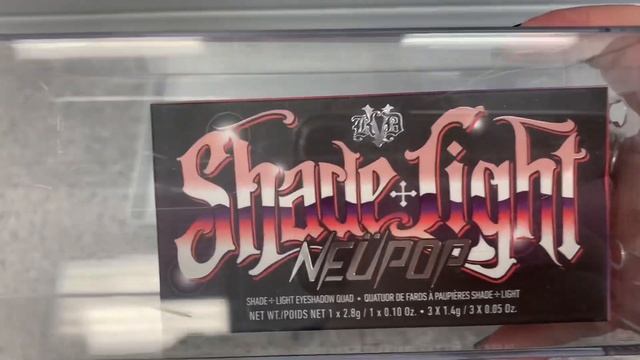 KVD
Shade+Light
NEÜPOP
SHADE + LIGHT EYESHADOW QUAD • QUATUOR DE FARDS À PAUPIÈRES SHADE + LIGHT
NET WT./POIDS NET 1 x 2.8g / 1 x 0.10 Oz. • 3 X 1.4g / 3 X 0.05 Oz.